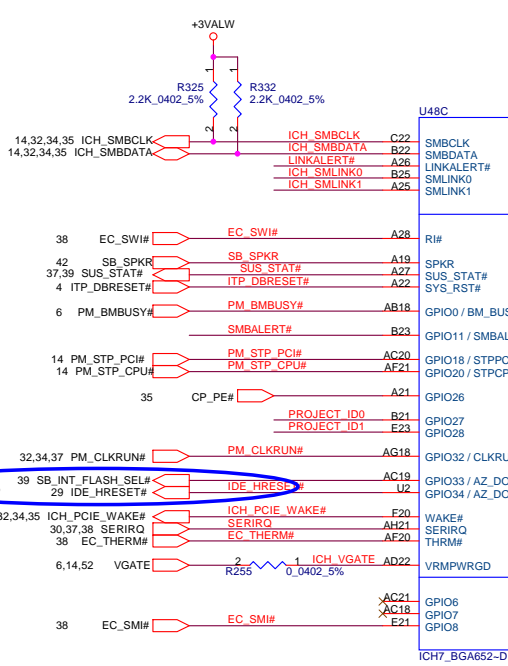 +3VALW
1 1
R325 R332
2.2K_0402_5% 2.2K_0402_5%
2 2
U48C
14,32,34,35 ICH_SMBCLK ICH_SMBCLK C22 SMBCLK
14,32,34,35 ICH_SMBDATA ICH_SMBDATA B22 SMBDATA
LINKALERT# A26 LINKALERT#
ICH_SMLINK0 B25 SMLINK0
ICH_SMLINK1 A25 SMLINK1
38 EC_SWI# EC_SWI# A28 RI#
42 SB_SPKR SB_SPKR A19 SPKR
37,39 SUS_STAT# SUS_STAT# A27 SUS_STAT#
4 ITP_DBRESET# ITP_DBRESET# A22 SYS_RST#
6 PM_BMBUSY# PM_BMBUSY# AB18 GPIO0 / BM_BUS
SMBALERT# B23 GPIO11 / SMBAL
14 PM_STP_PCI# PM_STP_PCI# AC20 GPIO18 / STPPC
14 PM_STP_CPU# PM_STP_CPU# AF21 GPIO20 / STPCP
35 CP_PE# A21 GPIO26
PROJECT_ID0 B21 GPIO27
PROJECT_ID1 E23 GPIO28
32,34,37 PM_CLKRUN# PM_CLKRUN# AG18 GPIO32 / CLKRU
39 SB_INT_FLASH_SEL# AC19 GPIO33 / AZ_DO
29 IDE_HRESET# IDE_HRESET# U2 GPIO34 / AZ_DO
32,34,35 ICH_PCIE_WAKE# ICH_PCIE_WAKE# F20 WAKE#
30,37,38 SERIRQ SERIRQ AH21 SERIRQ
38 EC_THERM# EC_THERM# AF20 THRM#
6,14,52 VGATE 2 1 ICH_VGATE AD22 VRMPWRGD
R255 0_0402_5%
AC21 GPIO6
AC18 GPIO7
38 EC_SMI# EC_SMI# E21 GPIO8
ICH7_BGA652~D